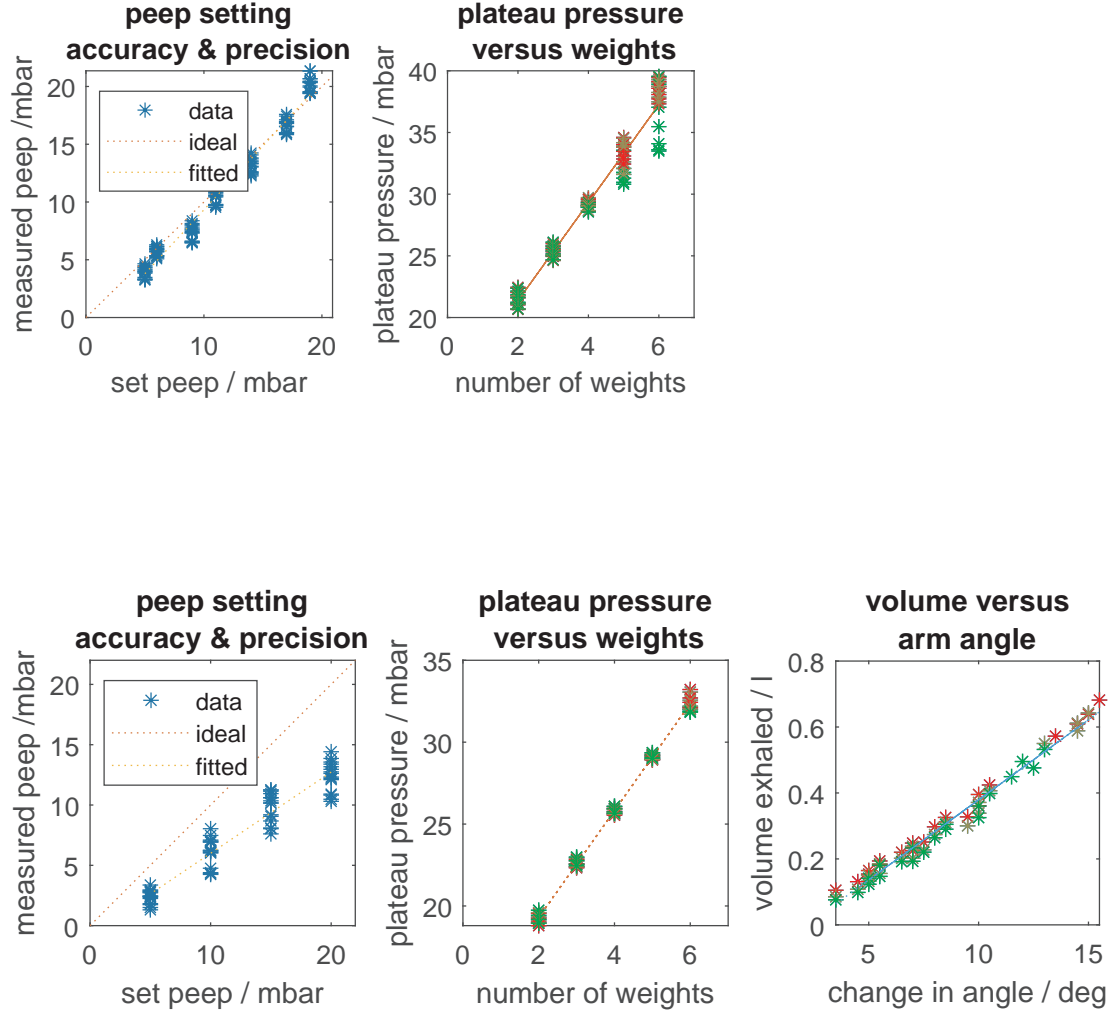 peep setting
accuracy & precision
measured peep /mbar
20
15
10
5
0
data
ideal
fitted
0
10
20
set peep / mbar
plateau pressure
versus weights
plateau pressure / mbar
40
35
30
25
20
0
2
4
6
number of weights
peep setting
accuracy & precision
measured peep /mbar
20
15
10
5
0
data
ideal
fitted
0
10
20
set peep / mbar
plateau pressure
versus weights
plateau pressure / mbar
35
30
25
20
0
2
4
6
number of weights
volume versus
arm angle
volume exhaled / l
0.8
0.6
0.4
0.2
0
5
10
15
change in angle / deg